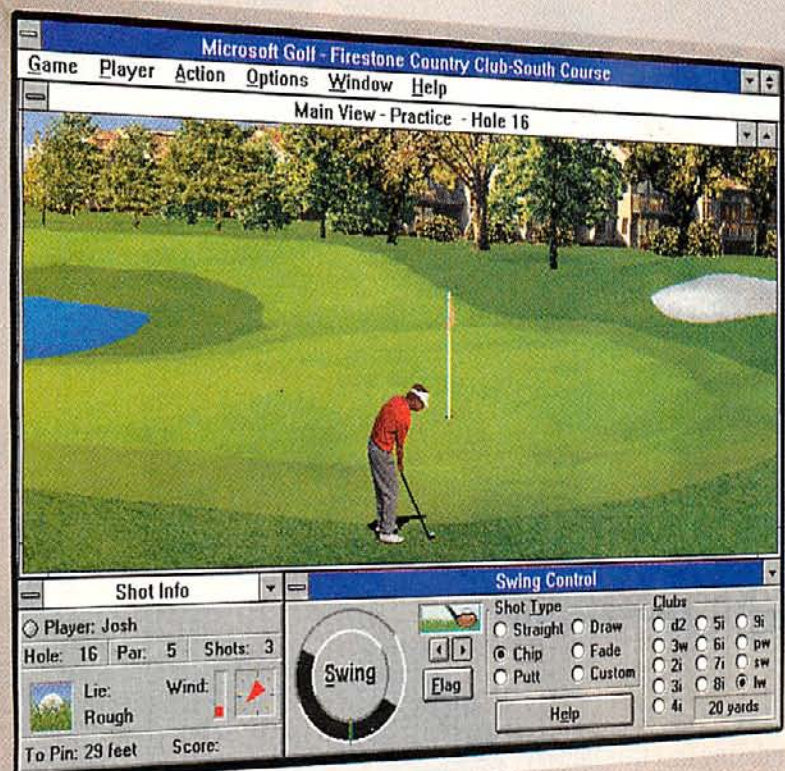 Microsoft Golf - Firestone Country Club-South Course
Game Player Action Options Window Help
Main View - Practice - Hole 16
Shot Info
Player: Josh
Hole: 16 Par: 5 Shots: 3
Lie: Rough
Wind:
To Pin: 29 feet Score:
Swing Control
Swing
Flag
Shot Type
Straight Draw
Chip Fade
Putt Custom
Help
Clubs
d2 5i 9i
3w 6i pw
2i 7i sw
3i 8i lw
4i 20 yards